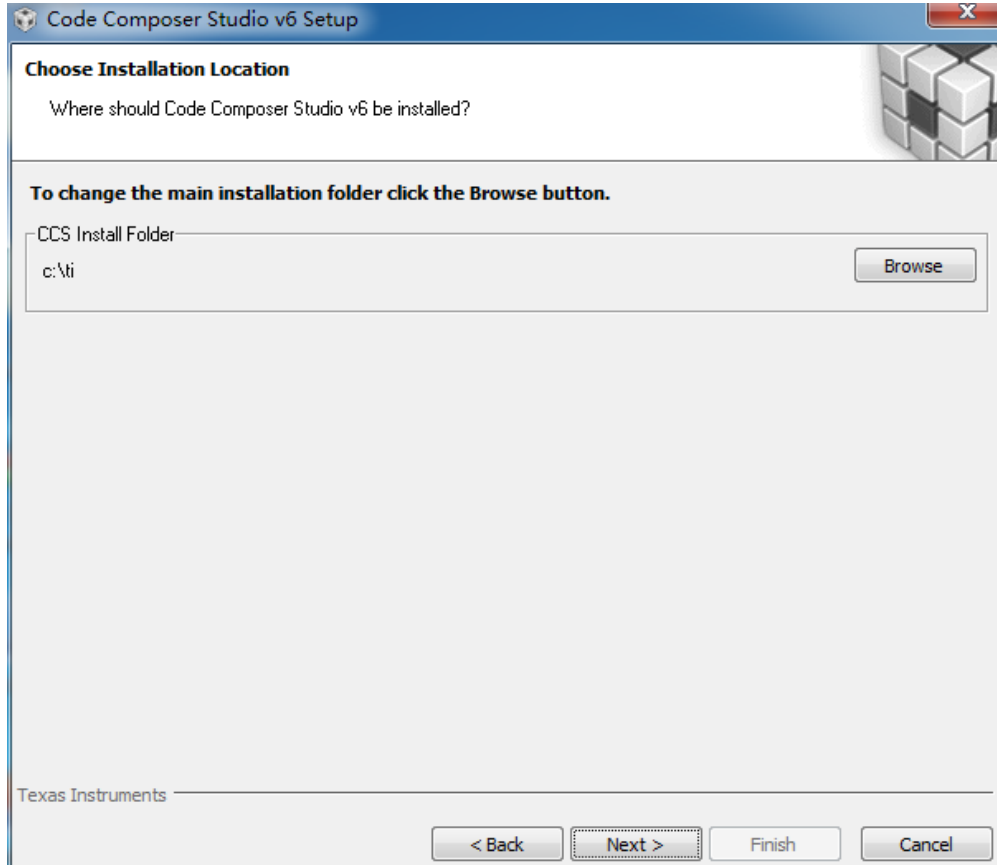 Code Composer Studio v6 Setup
Choose Installation Location
Where should Code Composer Studio v6 be installed?
To change the main installation folder click the Browse button.
CCS Install Folder
c:\ti
Browse
Texas Instruments
< Back
Next >
Finish
Cancel